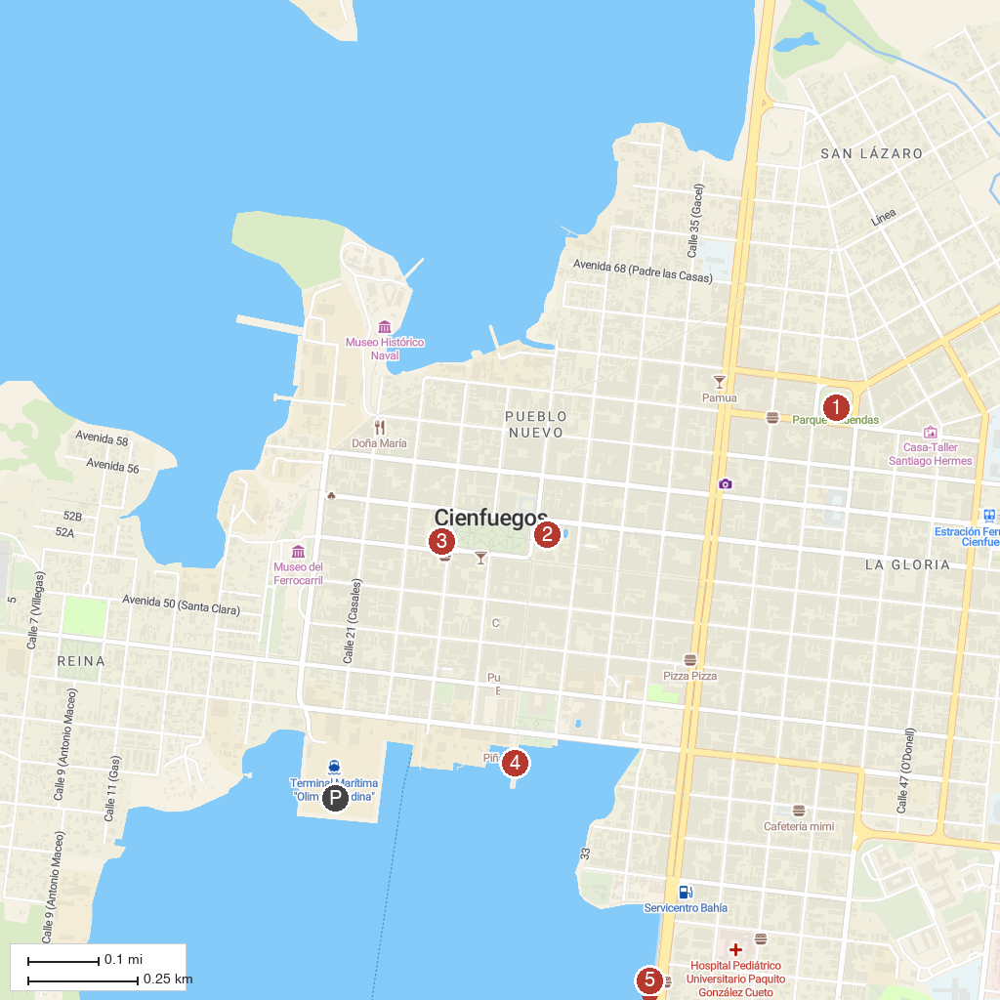 SAN LÁZARO
Línea
Calle 35 (Gacel)
Avenida 68 (Padre las Casas)
Museo Histórico
Naval
Pamua
1
PUEBLO
NUEVO
Doña María
Casa-Taller
Santiago Hermes
Avenida 58
Avenida 56
52B
52A
Cienfuegos
2
3
LA GLORIA
Museo del
Ferrocarril
5
Calle 7 (Villegas)
Avenida 50 (Santa Clara)
Calle 21 (Casales)
C
REINA
Pizza Pizza
Pu
E
Calle 9 (Antonio Maceo)
Calle 11 (Gas)
4
Terminal Marítima
P
Calle 47 (O'Donell)
Cafetería mimi
33
Calle 9 (Antonio Maceo)
Servicentro Bahía
Hospital Pediátrico
Universitario Paquito
González Cueto
5
0.1 mi
0.25 km